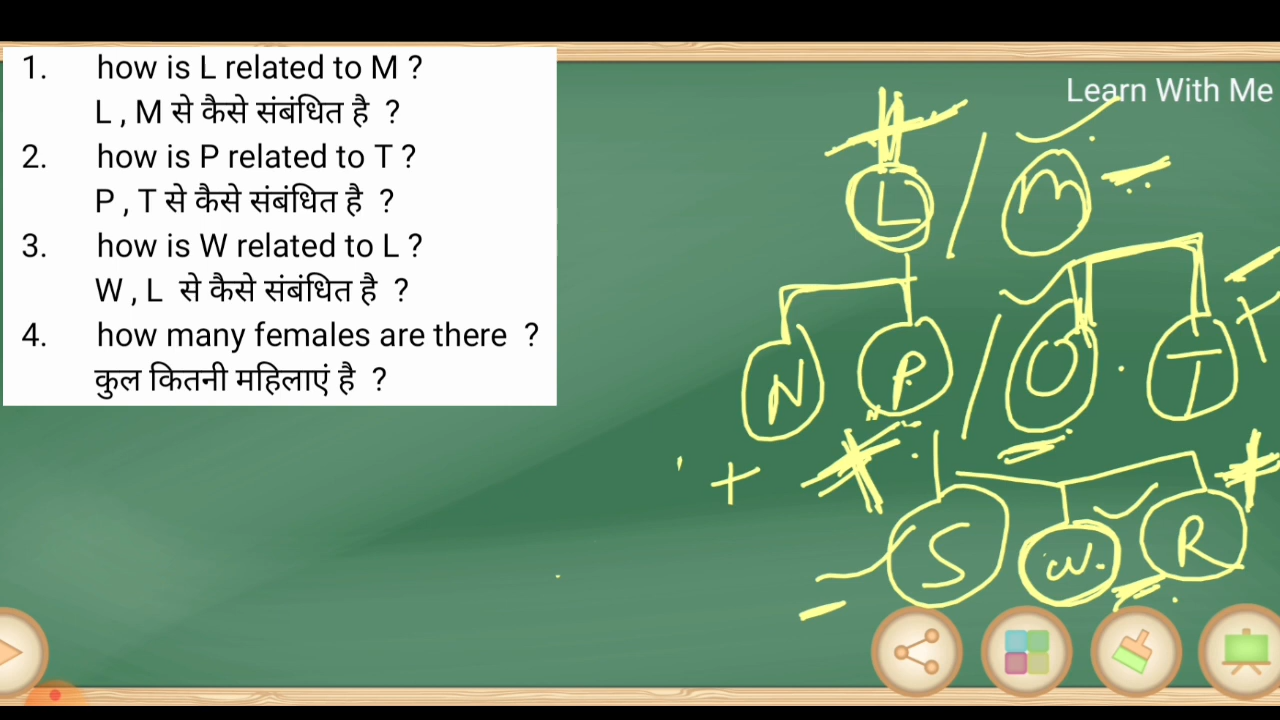 1. how is L related to M ?
L , M से कैसे संबंधित है ?
2. how is P related to T ?
P , T से कैसे संबंधित है ?
3. how is W related to L ?
W , L से कैसे संबंधित है ?
4. how many females are there ?
कुल कितनी महिलाएं है ?
Learn With Me
L / M
N P / O T
S W R